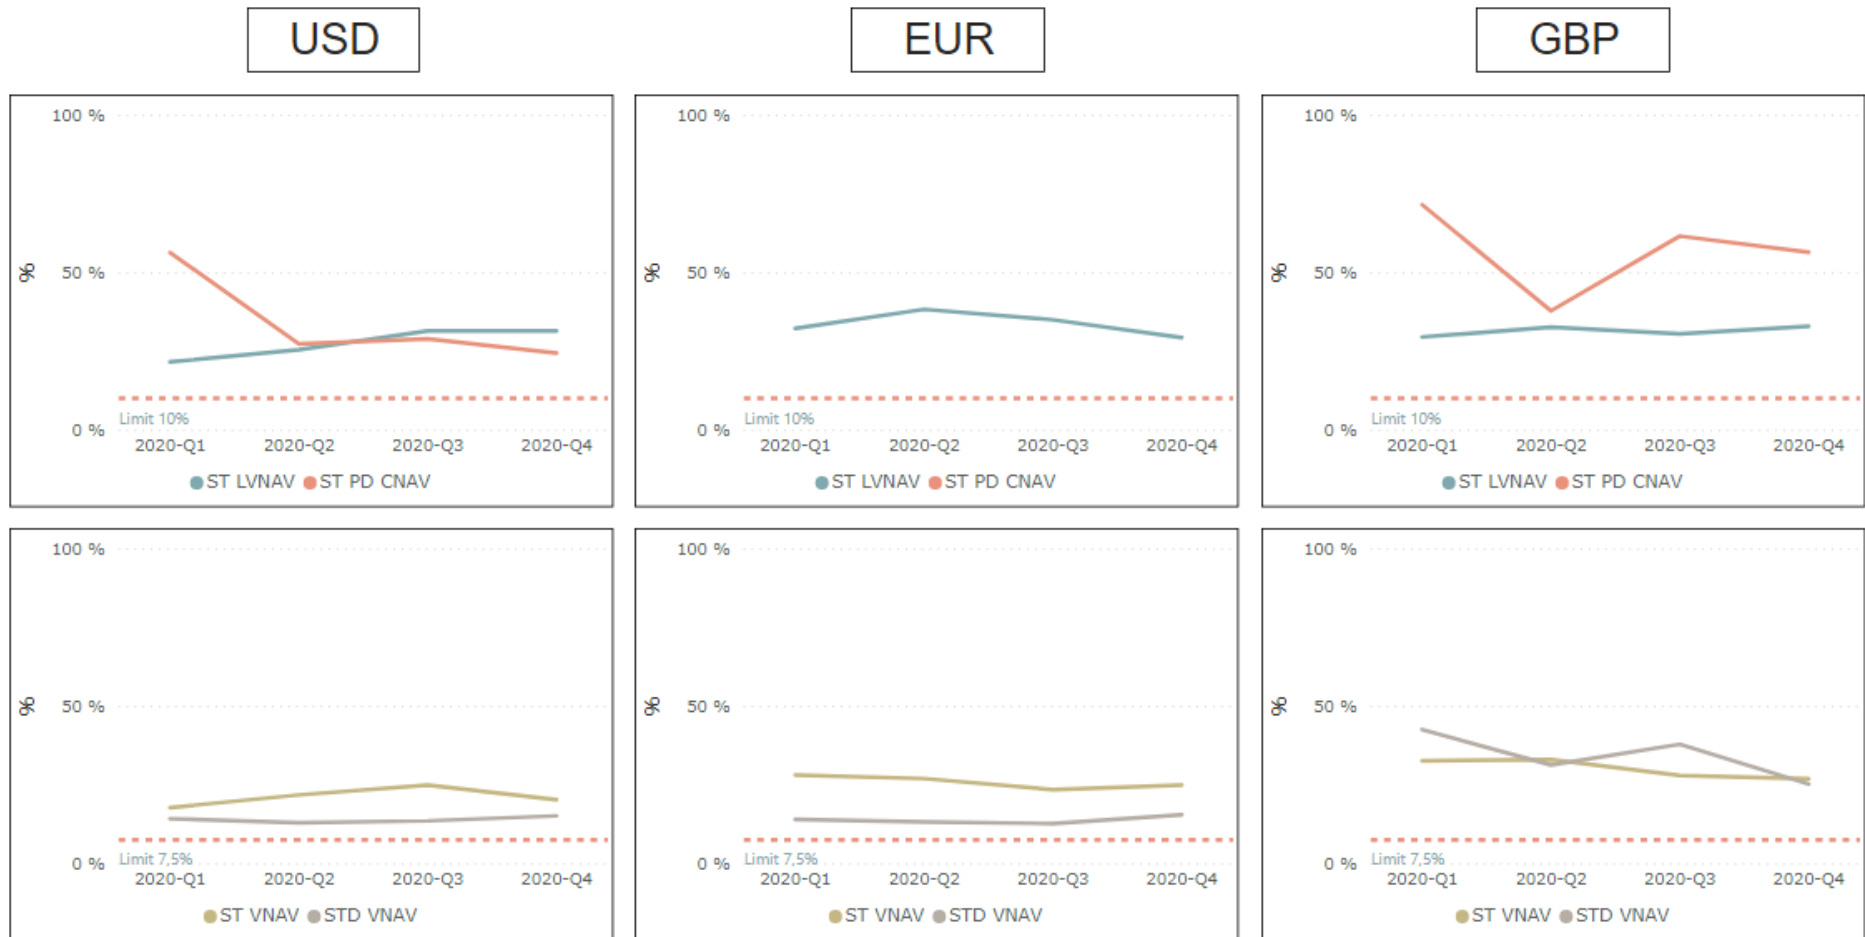 USD
EUR
GBP
100 %
50 %
0 %
%
Limit 10%
2020-Q1 2020-Q2 2020-Q3 2020-Q4
ST LVNAV ST PD CNAV
100 %
50 %
0 %
%
Limit 10%
2020-Q1 2020-Q2 2020-Q3 2020-Q4
ST LVNAV ST PD CNAV
100 %
50 %
0 %
%
Limit 10%
2020-Q1 2020-Q2 2020-Q3 2020-Q4
ST LVNAV ST PD CNAV
100 %
50 %
0 %
%
Limit 7,5%
2020-Q1 2020-Q2 2020-Q3 2020-Q4
ST VNAV STD VNAV
100 %
50 %
0 %
%
Limit 7,5%
2020-Q1 2020-Q2 2020-Q3 2020-Q4
ST VNAV STD VNAV
100 %
50 %
0 %
%
Limit 7,5%
2020-Q1 2020-Q2 2020-Q3 2020-Q4
ST VNAV STD VNAV